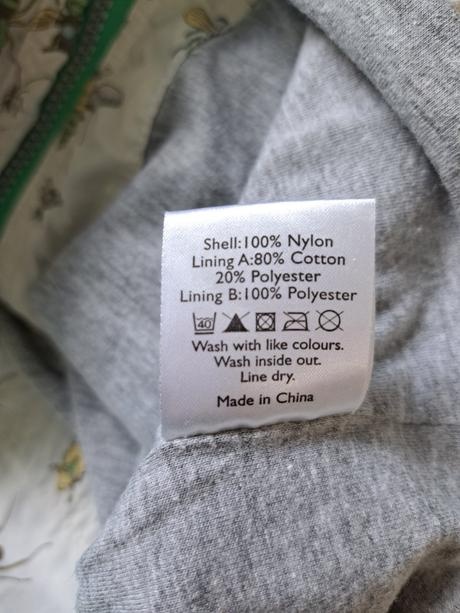 Shell:100% Nylon
Lining A:80% Cotton
20% Polyester
Lining B:100% Polyester
40
Wash with like colours.
Wash inside out.
Line dry.
Made in China